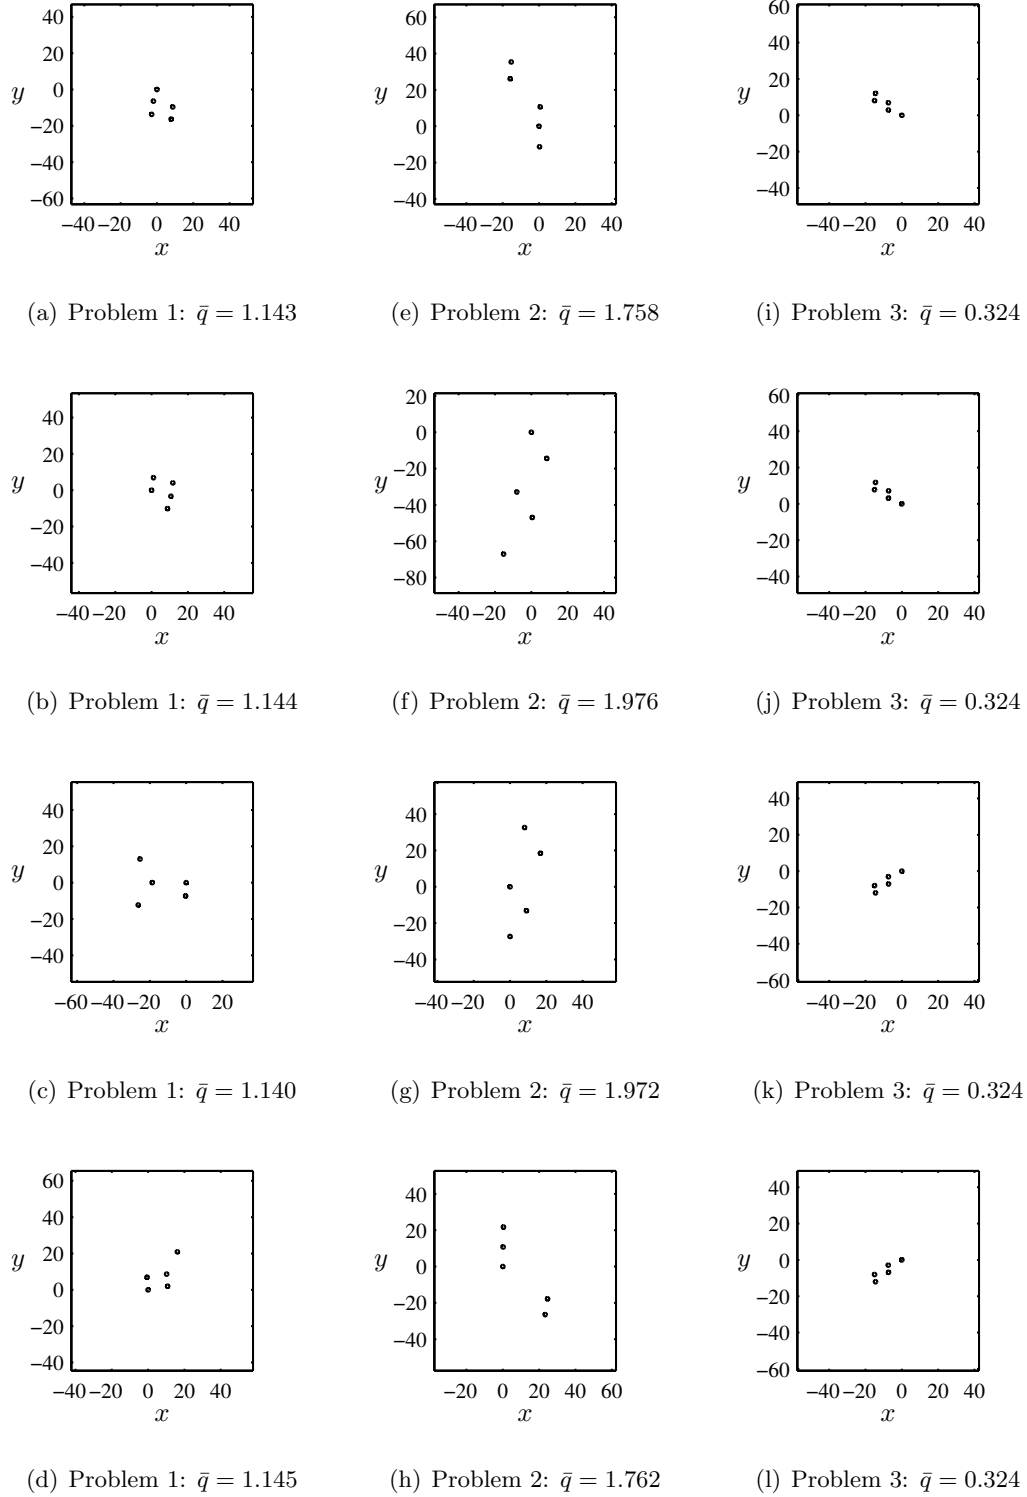 40
20
0
−20
−40
−60
y
−40 −20 0 20 40
x
(a) Problem 1: q̄ = 1.143
60
40
20
0
−20
−40
y
−40 −20 0 20 40
x
(e) Problem 2: q̄ = 1.758
60
40
20
0
−20
−40
y
−40 −20 0 20 40
x
(i) Problem 3: q̄ = 0.324
40
20
0
−20
−40
y
−40 −20 0 20 40
x
(b) Problem 1: q̄ = 1.144
20
0
−20
−40
−60
−80
y
−40 −20 0 20 40
x
(f) Problem 2: q̄ = 1.976
60
40
20
0
−20
−40
y
−40 −20 0 20 40
x
(j) Problem 3: q̄ = 0.324
40
20
0
−20
−40
y
−60 −40 −20 0 20
x
(c) Problem 1: q̄ = 1.140
40
20
0
−20
−40
y
−40 −20 0 20 40
x
(g) Problem 2: q̄ = 1.972
40
20
0
−20
−40
−60
y
−40 −20 0 20 40
x
(k) Problem 3: q̄ = 0.324
60
40
20
0
−20
−40
y
−40 −20 0 20 40
x
(d) Problem 1: q̄ = 1.145
40
20
0
−20
−40
y
−20 0 20 40 60
x
(h) Problem 2: q̄ = 1.762
40
20
0
−20
−40
−60
y
−40 −20 0 20 40
x
(l) Problem 3: q̄ = 0.324